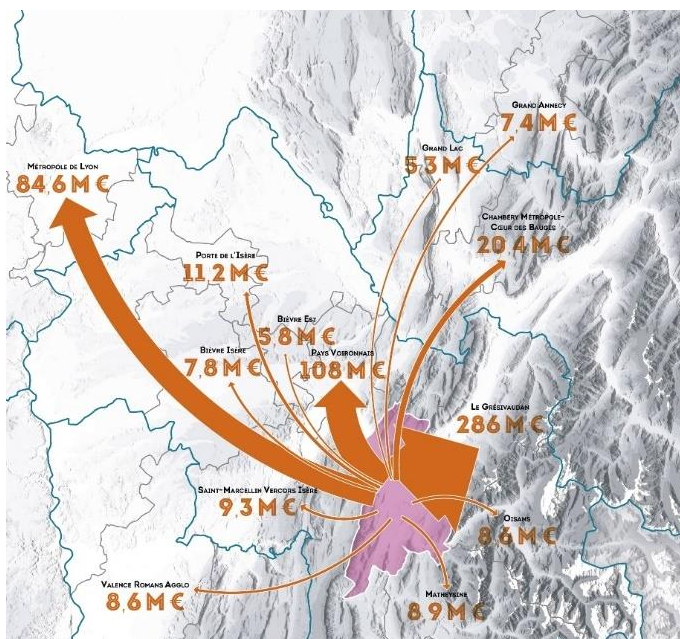 GRAND ANNECY
7,4 M €
GRAND LAC
5,3 M €
MÉTROPOLE DE LYON
84,6 M €
CHAMBÉRY MÉTROPOLE-
CŒUR DES BAUGES
20,4 M €
PORTE DE L'ISÈRE
11,2 M €
BIÈVRE EST
5,8 M €
BIÈVRE ISÈRE
7,8 M €
PAYS VOIRONNAIS
108 M €
LE GRÉSIVAUDAN
286 M €
SAINT-MARCELLIN VERCORS ISÈRE
9,3 M €
OISANS
8,6 M €
VALENCE ROMANS AGGLO
8,6 M €
MATHEYSINE
8,9 M €